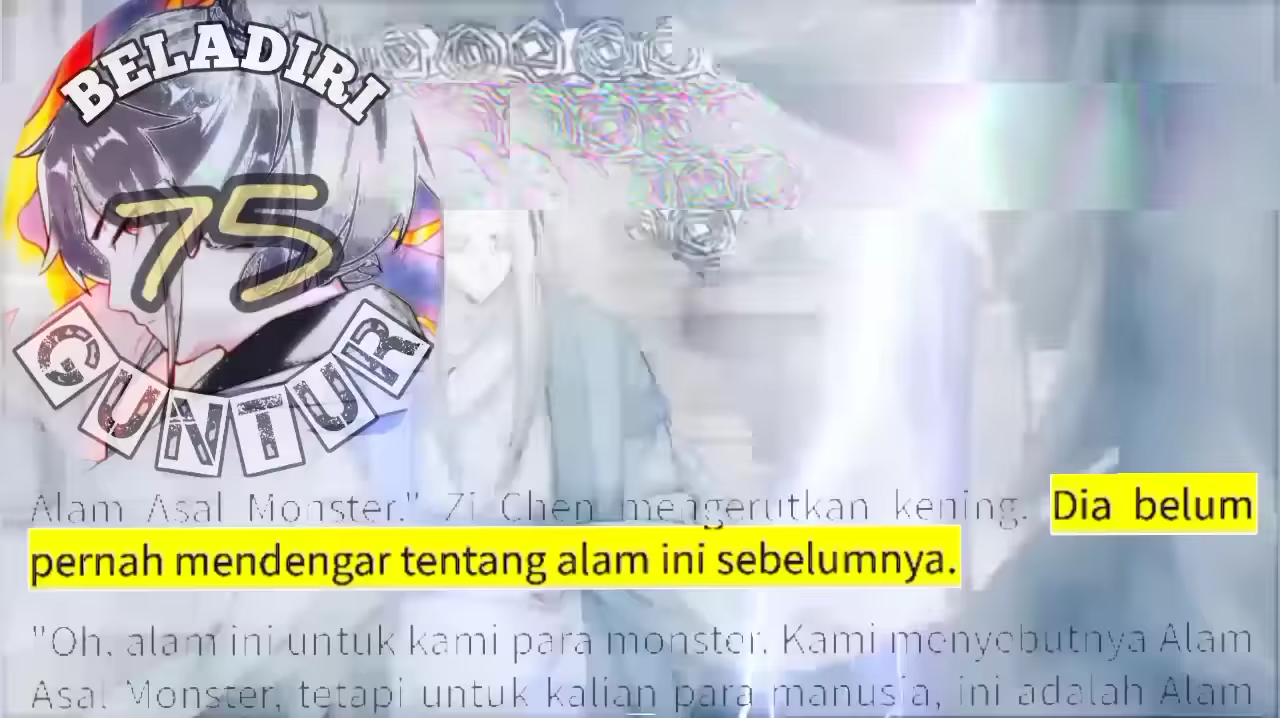 BELADIRI
75
GUNTUR
Alam Asal Monster." Zi Chen mengerutkan kening. Dia belum
pernah mendengar tentang alam ini sebelumnya.
"Oh, alam ini untuk kami para monster. Kami menyebutnya Alam
Asal Monster, tetapi untuk kalian para manusia, ini adalah Alam